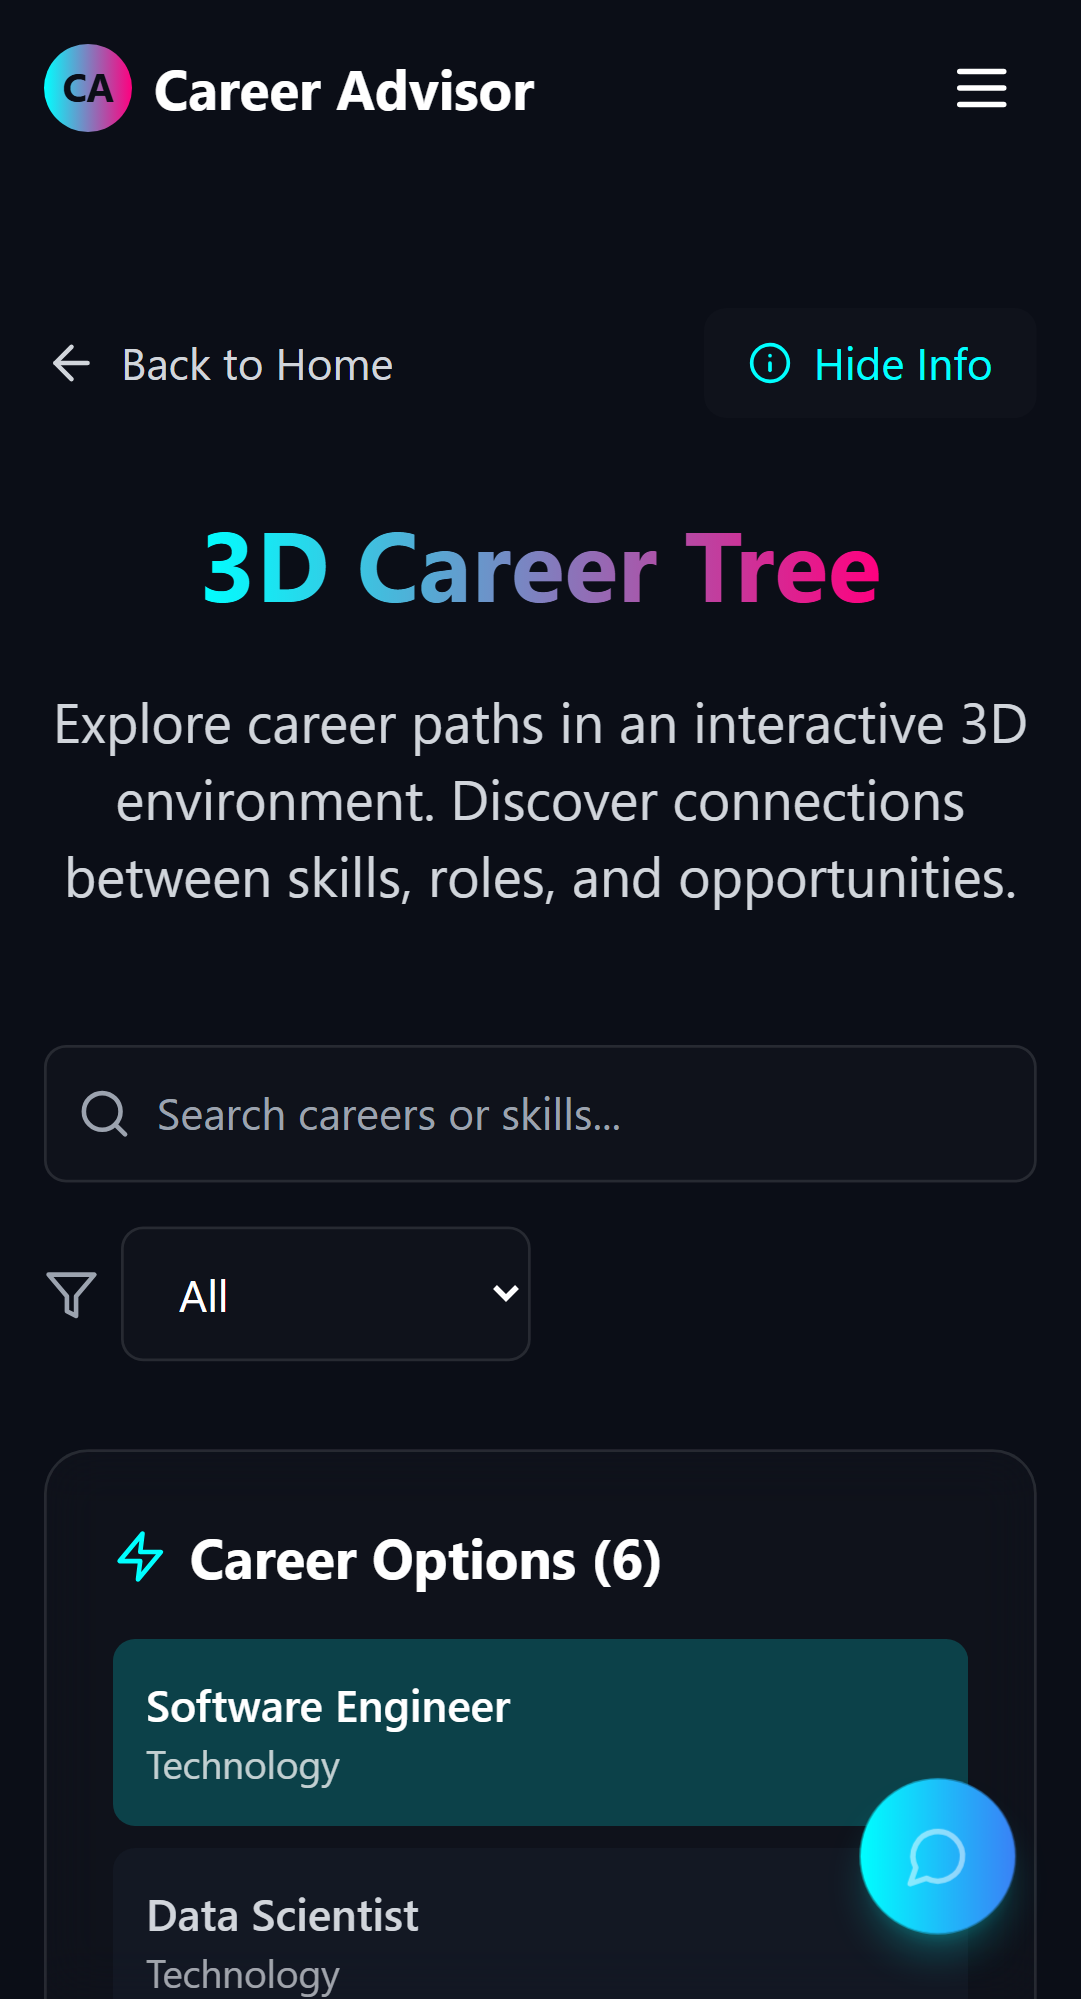 CA Career Advisor
Back to Home
Hide Info
3D Career Tree
Explore career paths in an interactive 3D
environment. Discover connections
between skills, roles, and opportunities.
Search careers or skills...
All
Career Options (6)
Software Engineer
Technology
Data Scientist
Technology